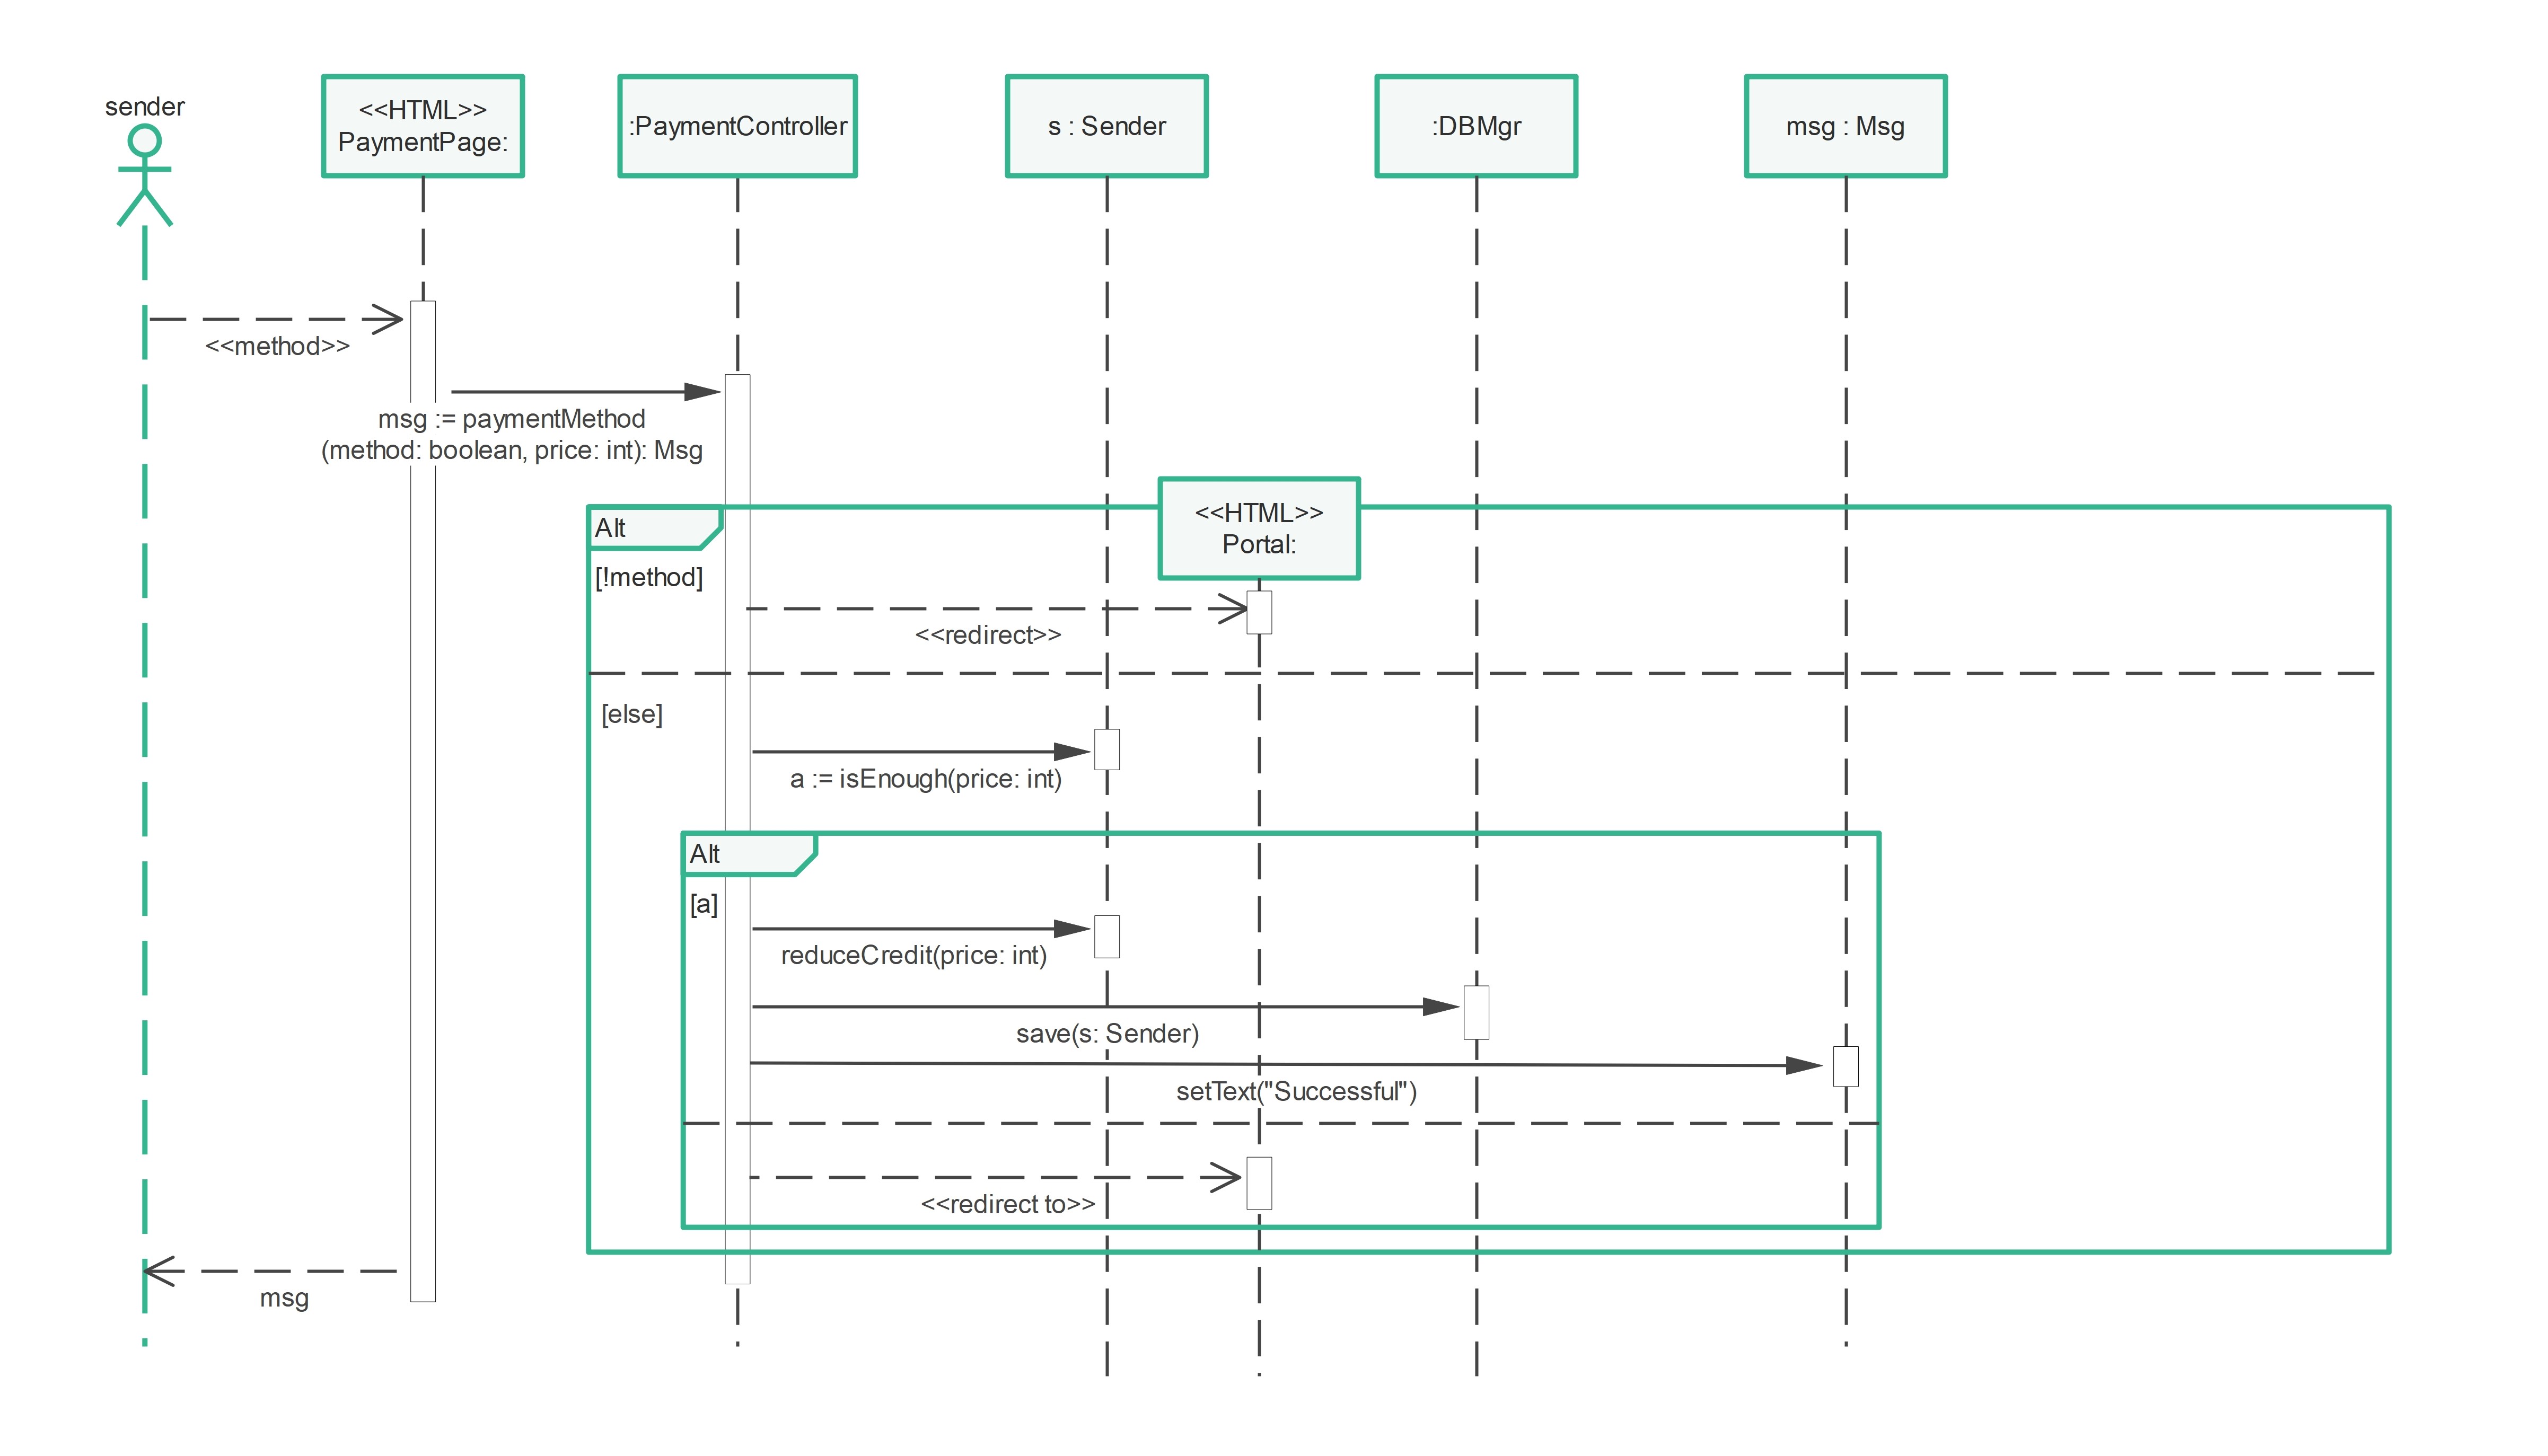 sender
<<HTML>>
PaymentPage:
:PaymentController
s : Sender
:DBMgr
msg : Msg
<<method>>
msg := paymentMethod
(method: boolean, price: int): Msg
<<HTML>>
Portal:
Alt
[!method]
<<redirect>>
[else]
a := isEnough(price: int)
Alt
[a]
reduceCredit(price: int)
save(s: Sender)
setText("Successful")
<<redirect to>>
msg